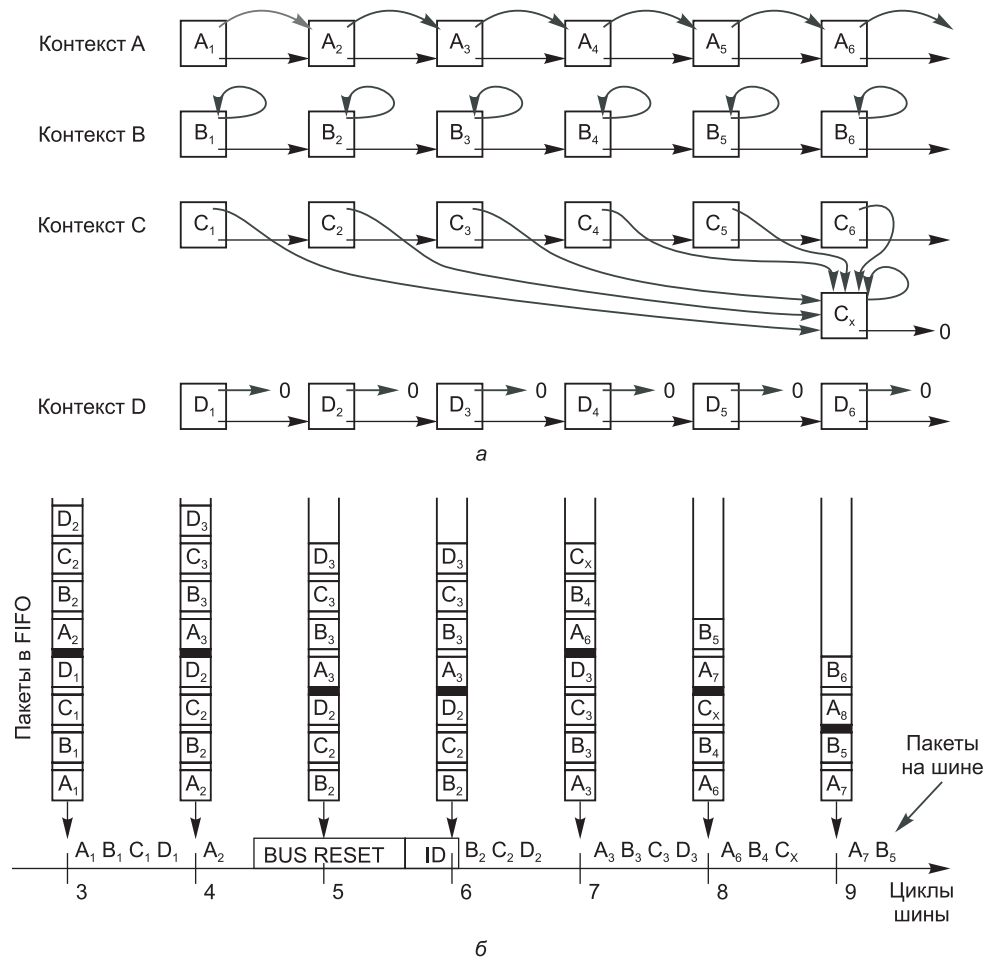 Контекст A A₁ A₂ A₃ A₄ A₅ A₆
Контекст B B₁ B₂ B₃ B₄ B₅ B₆
Контекст C C₁ C₂ C₃ C₄ C₅ C₆
Cₓ 0
Контекст D D₁ 0 D₂ 0 D₃ 0 D₄ 0 D₅ 0 D₆ 0
а
Пакеты в FIFO
D₂ D₃
C₂ C₃ D₃ D₃ Cₓ
B₂ B₃ C₃ C₃ B₄
A₂ A₃ B₃ B₃ A₆ B₅
D₁ D₂ A₃ A₃ D₃ A₇ B₆
C₁ C₂ D₂ D₂ C₃ Cₓ A₈
B₁ B₂ C₂ C₂ B₃ B₄ B₅
A₁ A₂ B₂ B₂ A₃ A₆ A₇
Пакеты
на шине
A₁ B₁ C₁ D₁ A₂ BUS RESET ID B₂ C₂ D₂ A₃ B₃ C₃ D₃ A₆ B₄ Cₓ A₇ B₅
3 4 5 6 7 8 9 Циклы
шины
б